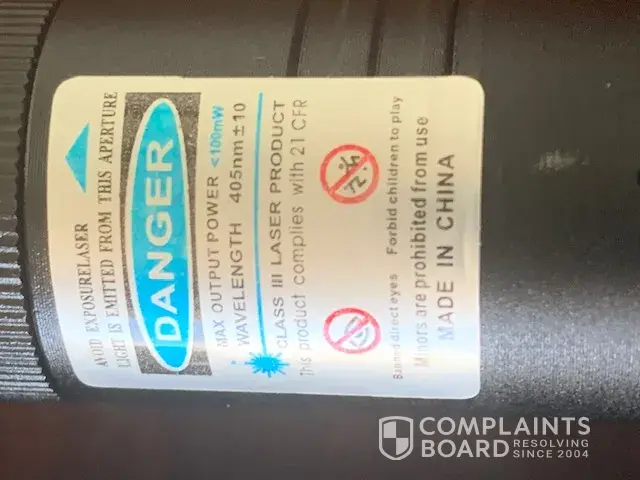 AVOID EXPOSURELASER
LIGHT IS EMITTED FROM THIS APERTURE
DANGER
MAX OUTPUT POWER <100mW
WAVELENGTH 405nm±10
CLASS III LASER PRODUCT
This product complies with 21 CFR
Banned direct eyes Forbid children to play
Minors are prohibited from use
MADE IN CHINA
COMPLAINTS
BOARD RESOLVING
SINCE 2004